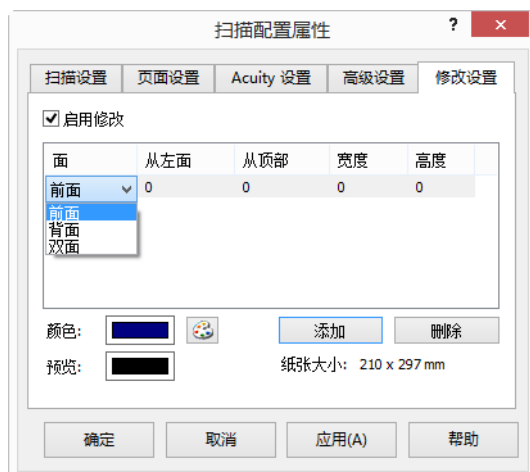 扫描配置属性 ?
扫描设置 页面设置 Acuity 设置 高级设置 修改设置
启用修改
面 从左面 从顶部 宽度 高度
前面 0 0 0 0
前面
背面
双面
颜色: 添加 删除
预览: 纸张大小: 210 x 297 mm
确定 取消 应用(A) 帮助